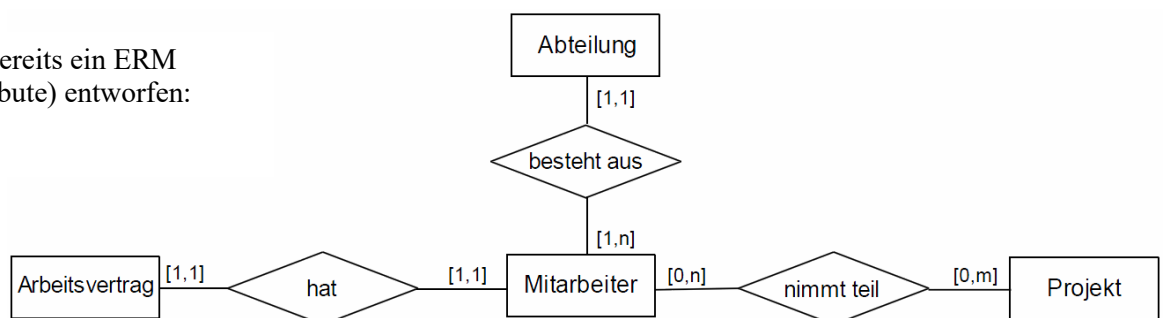 ereits ein ERM
bute) entworfen:
Abteilung
[1,1]
besteht aus
[1,n]
Arbeitsvertrag
[1,1]
hat
[1,1]
Mitarbeiter
[0,n]
nimmt teil
[0,m]
Projekt